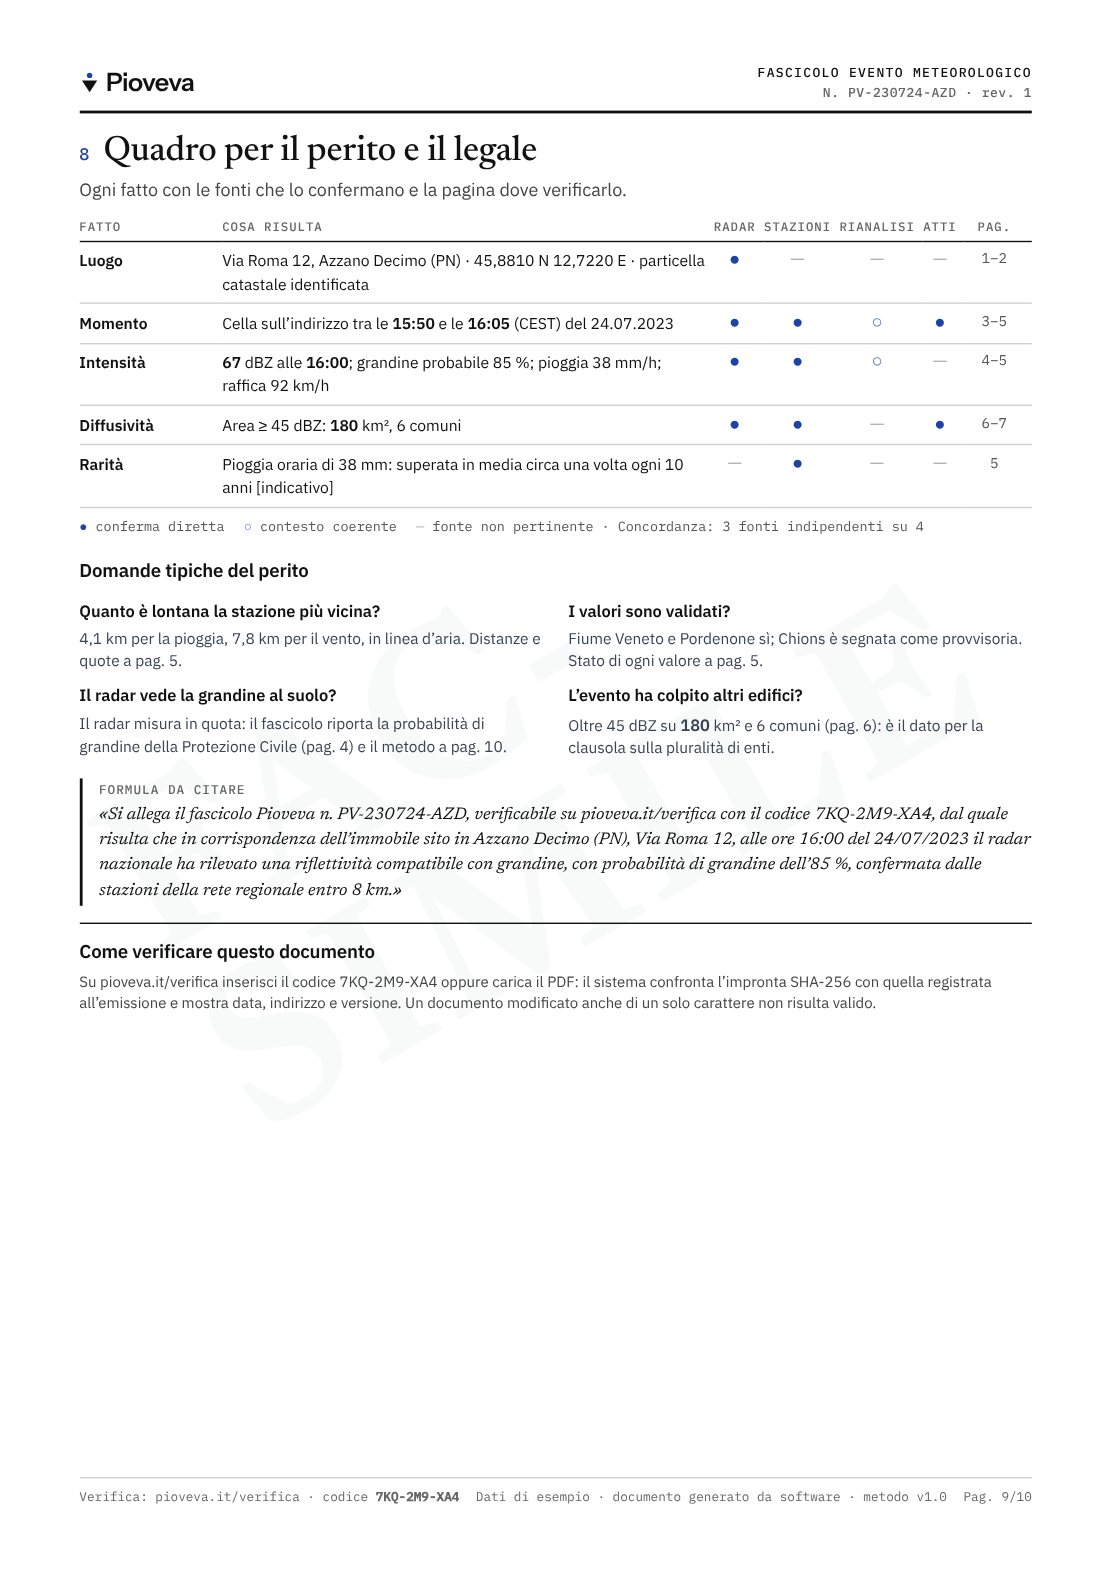 Pioveva
FASCICOLO EVENTO METEOROLOGICO
N. PV-230724-AZD · rev. 1
8 Quadro per il perito e il legale
Ogni fatto con le fonti che lo confermano e la pagina dove verificarlo.
FATTO COSA RISULTA RADAR STAZIONI RIANALISI ATTI PAG.
Luogo Via Roma 12, Azzano Decimo (PN) · 45,8810 N 12,7220 E · particella ● — — — 1–2
catastale identificata
Momento Cella sull’indirizzo tra le 15:50 e le 16:05 (CEST) del 24.07.2023 ● ● ○ ● 3–5
Intensità 67 dBZ alle 16:00; grandine probabile 85 %; pioggia 38 mm/h; ● ● ○ — 4–5
raffica 92 km/h
Diffusività Area ≥ 45 dBZ: 180 km², 6 comuni ● ● — ● 6–7
Rarità Pioggia oraria di 38 mm: superata in media circa una volta ogni 10 — ● — — 5
anni [indicativo]
● conferma diretta ○ contesto coerente — fonte non pertinente · Concordanza: 3 fonti indipendenti su 4
Domande tipiche del perito
Quanto è lontana la stazione più vicina?
4,1 km per la pioggia, 7,8 km per il vento, in linea d’aria. Distanze e
quote a pag. 5.
I valori sono validati?
Fiume Veneto e Pordenone sì; Chions è segnata come provvisoria.
Stato di ogni valore a pag. 5.
Il radar vede la grandine al suolo?
Il radar misura in quota: il fascicolo riporta la probabilità di
grandine della Protezione Civile (pag. 4) e il metodo a pag. 10.
L’evento ha colpito altri edifici?
Oltre 45 dBZ su 180 km² e 6 comuni (pag. 6): è il dato per la
clausola sulla pluralità di enti.
FORMULA DA CITARE
«Si allega il fascicolo Pioveva n. PV-230724-AZD, verificabile su pioveva.it/verifica con il codice 7KQ-2M9-XA4, dal quale
risulta che in corrispondenza dell’immobile sito in Azzano Decimo (PN), Via Roma 12, alle ore 16:00 del 24/07/2023 il radar
nazionale ha rilevato una riflettività compatibile con grandine, con probabilità di grandine dell’85 %, confermata dalle
stazioni della rete regionale entro 8 km.»
Come verificare questo documento
Su pioveva.it/verifica inserisci il codice 7KQ-2M9-XA4 oppure carica il PDF: il sistema confronta l’impronta SHA-256 con quella registrata
all’emissione e mostra data, indirizzo e versione. Un documento modificato anche di un solo carattere non risulta valido.
Verifica: pioveva.it/verifica · codice 7KQ-2M9-XA4 Dati di esempio · documento generato da software · metodo v1.0 Pag. 9/10